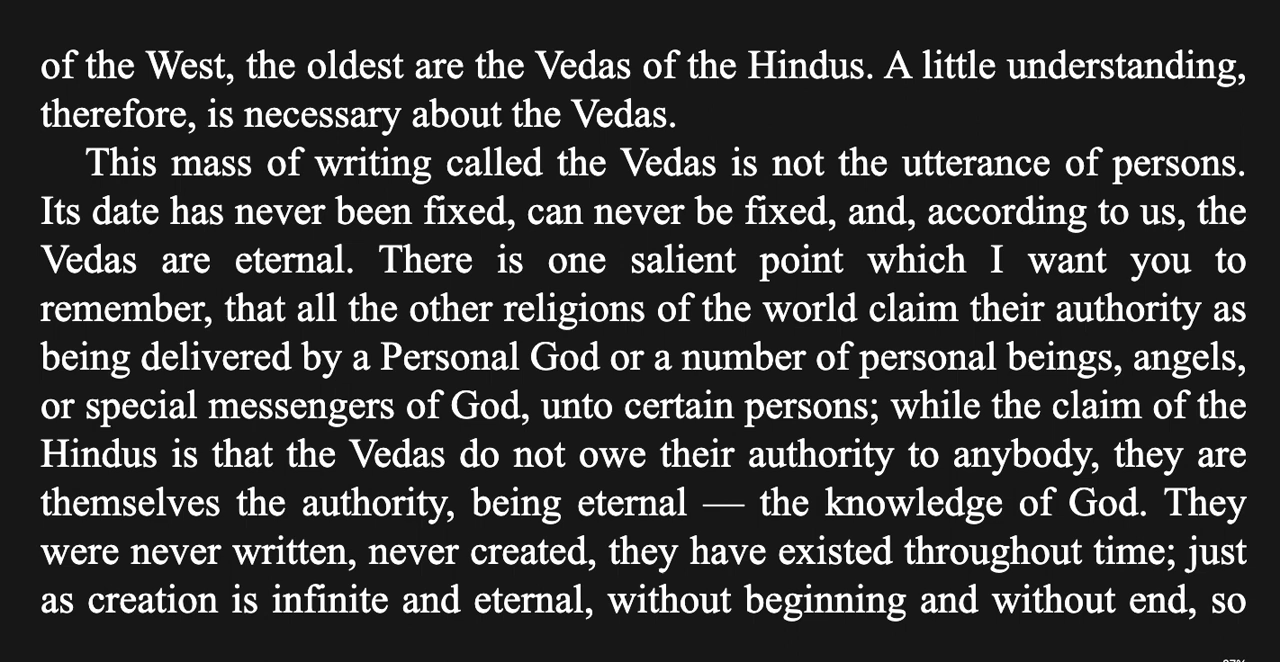 of the West, the oldest are the Vedas of the Hindus. A little understanding,
therefore, is necessary about the Vedas.
This mass of writing called the Vedas is not the utterance of persons.
Its date has never been fixed, can never be fixed, and, according to us, the
Vedas are eternal. There is one salient point which I want you to
remember, that all the other religions of the world claim their authority as
being delivered by a Personal God or a number of personal beings, angels,
or special messengers of God, unto certain persons; while the claim of the
Hindus is that the Vedas do not owe their authority to anybody, they are
themselves the authority, being eternal — the knowledge of God. They
were never written, never created, they have existed throughout time; just
as creation is infinite and eternal, without beginning and without end, so